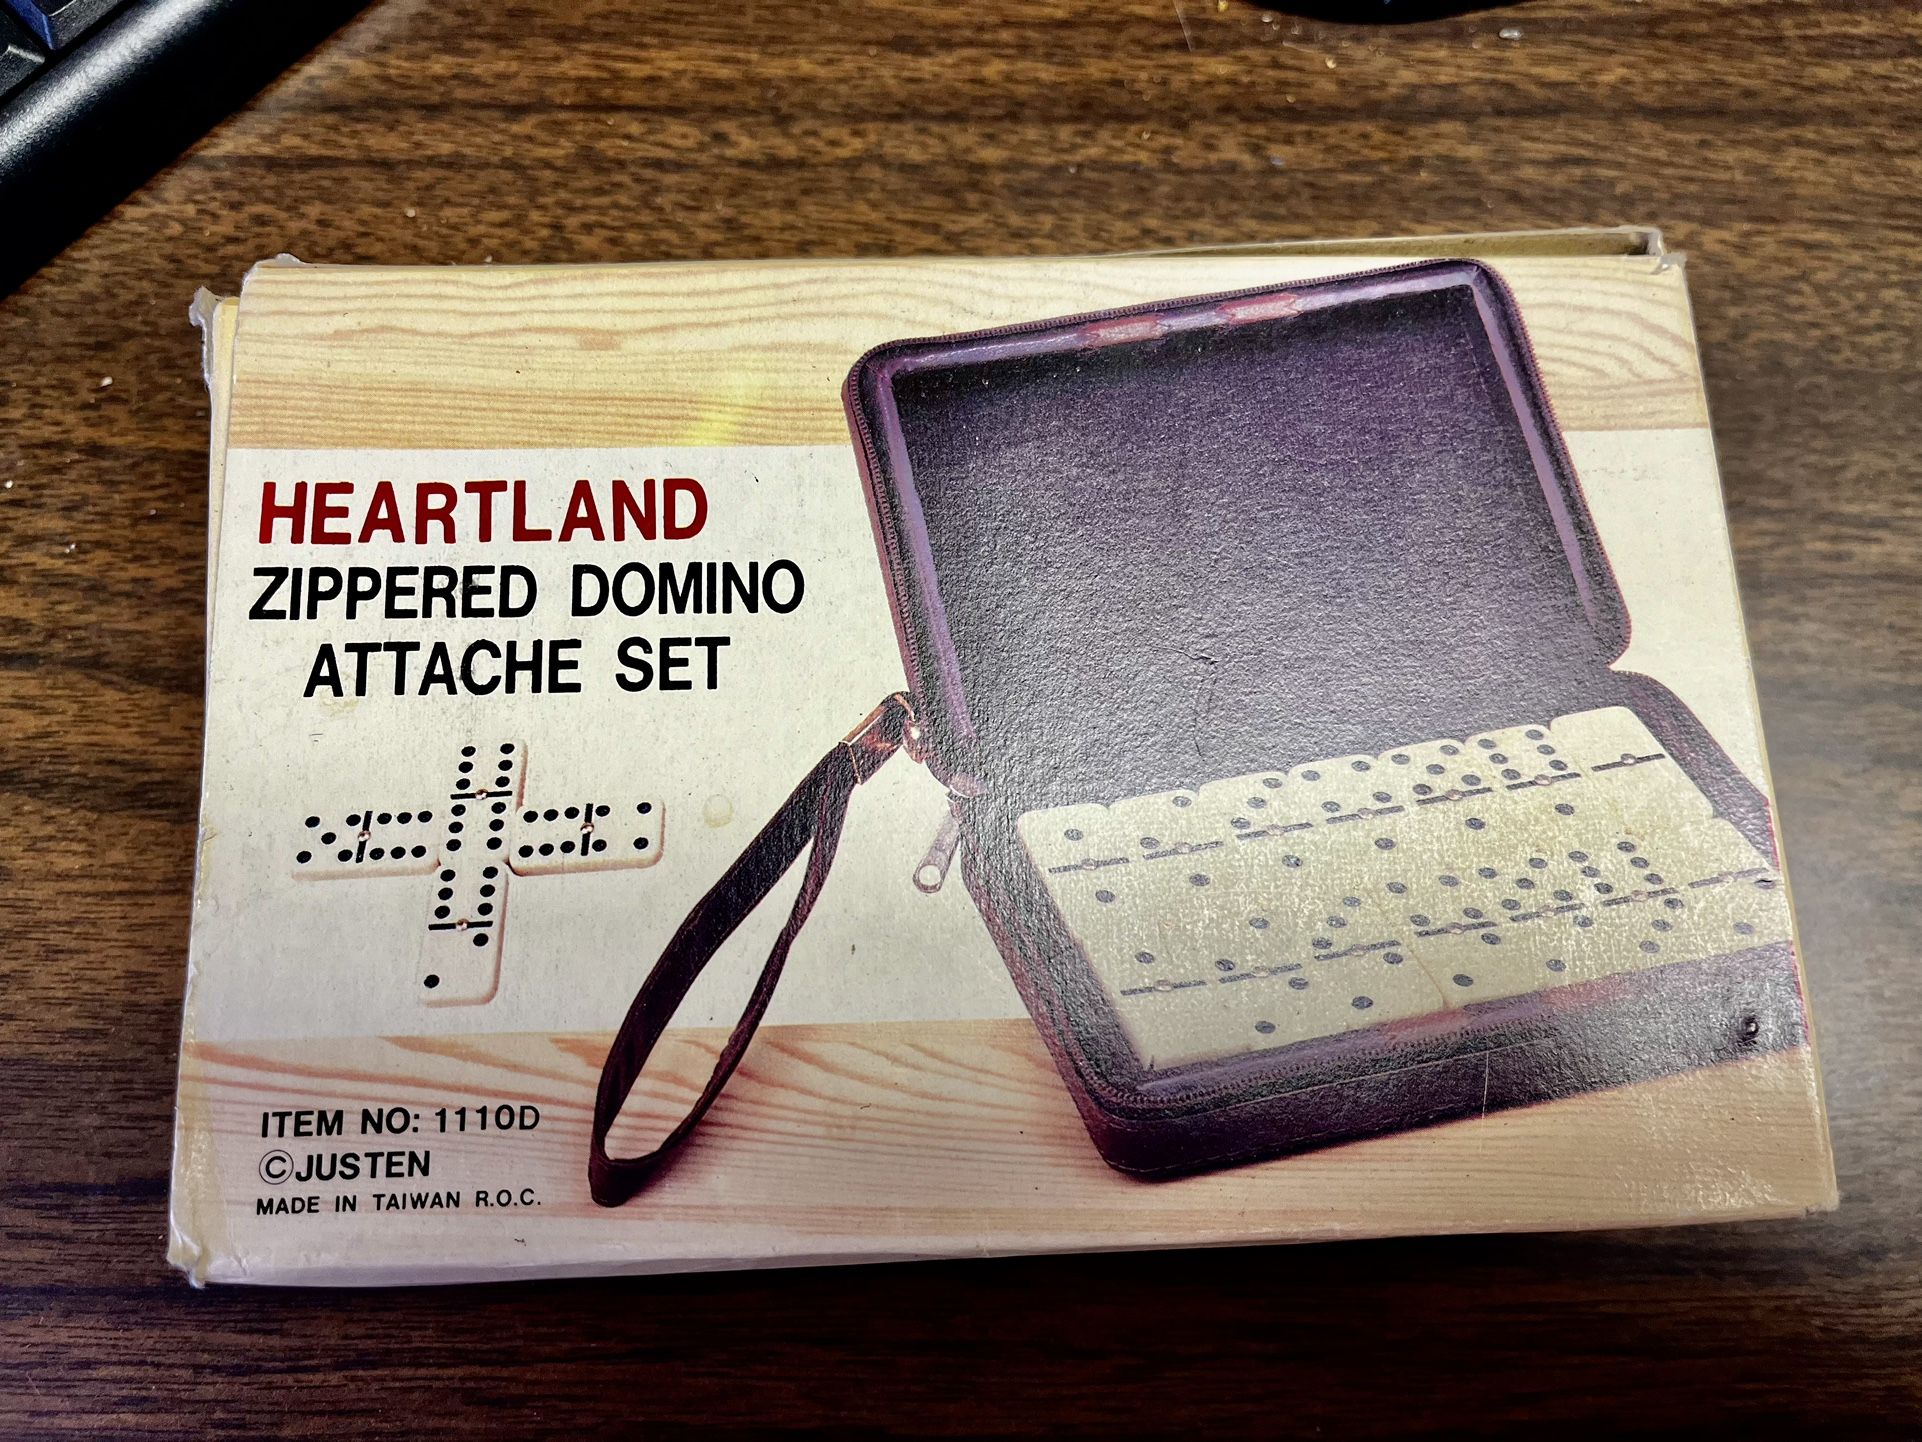 HEARTLAND
ZIPPERED DOMINO
ATTACHE SET
ITEM NO: 1110D
©JUSTEN
MADE IN TAIWAN R.O.C.